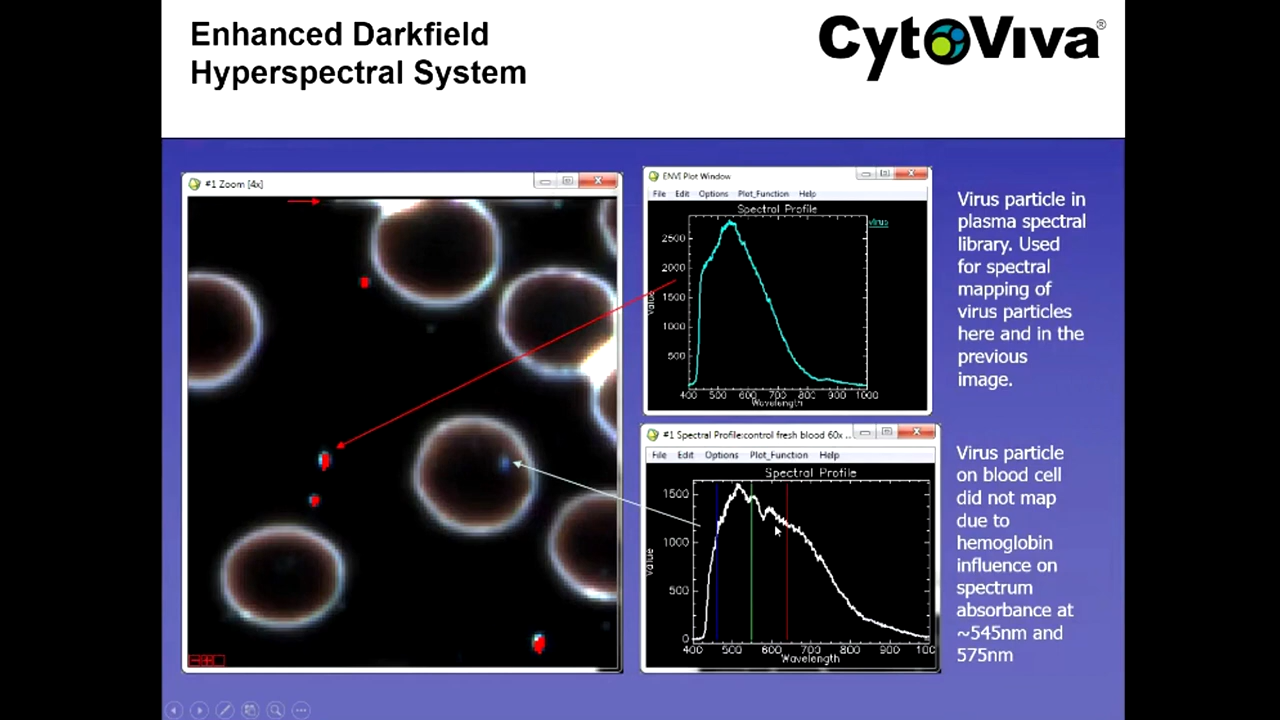 Enhanced Darkfield
Hyperspectral System
CytoViva®
#1 Zoom [4x]
ENVI Plot Window
File Edit Options Plot_Function Help
Spectral Profile
virus
2500
2000
1500
1000
500
0
Value
400 500 600 700 800 900 1000
Wavelength
Virus particle in
plasma spectral
library. Used
for spectral
mapping of
virus particles
here and in the
previous
image.
#1 Spectral Profile:control fresh blood 60x ...
File Edit Options Plot_Function Help
Spectral Profile
1500
1000
500
0
Value
400 500 600 700 800 900 100
Wavelength
Virus particle
on blood cell
did not map
due to
hemoglobin
influence on
spectrum
absorbance at
~545nm and
575nm